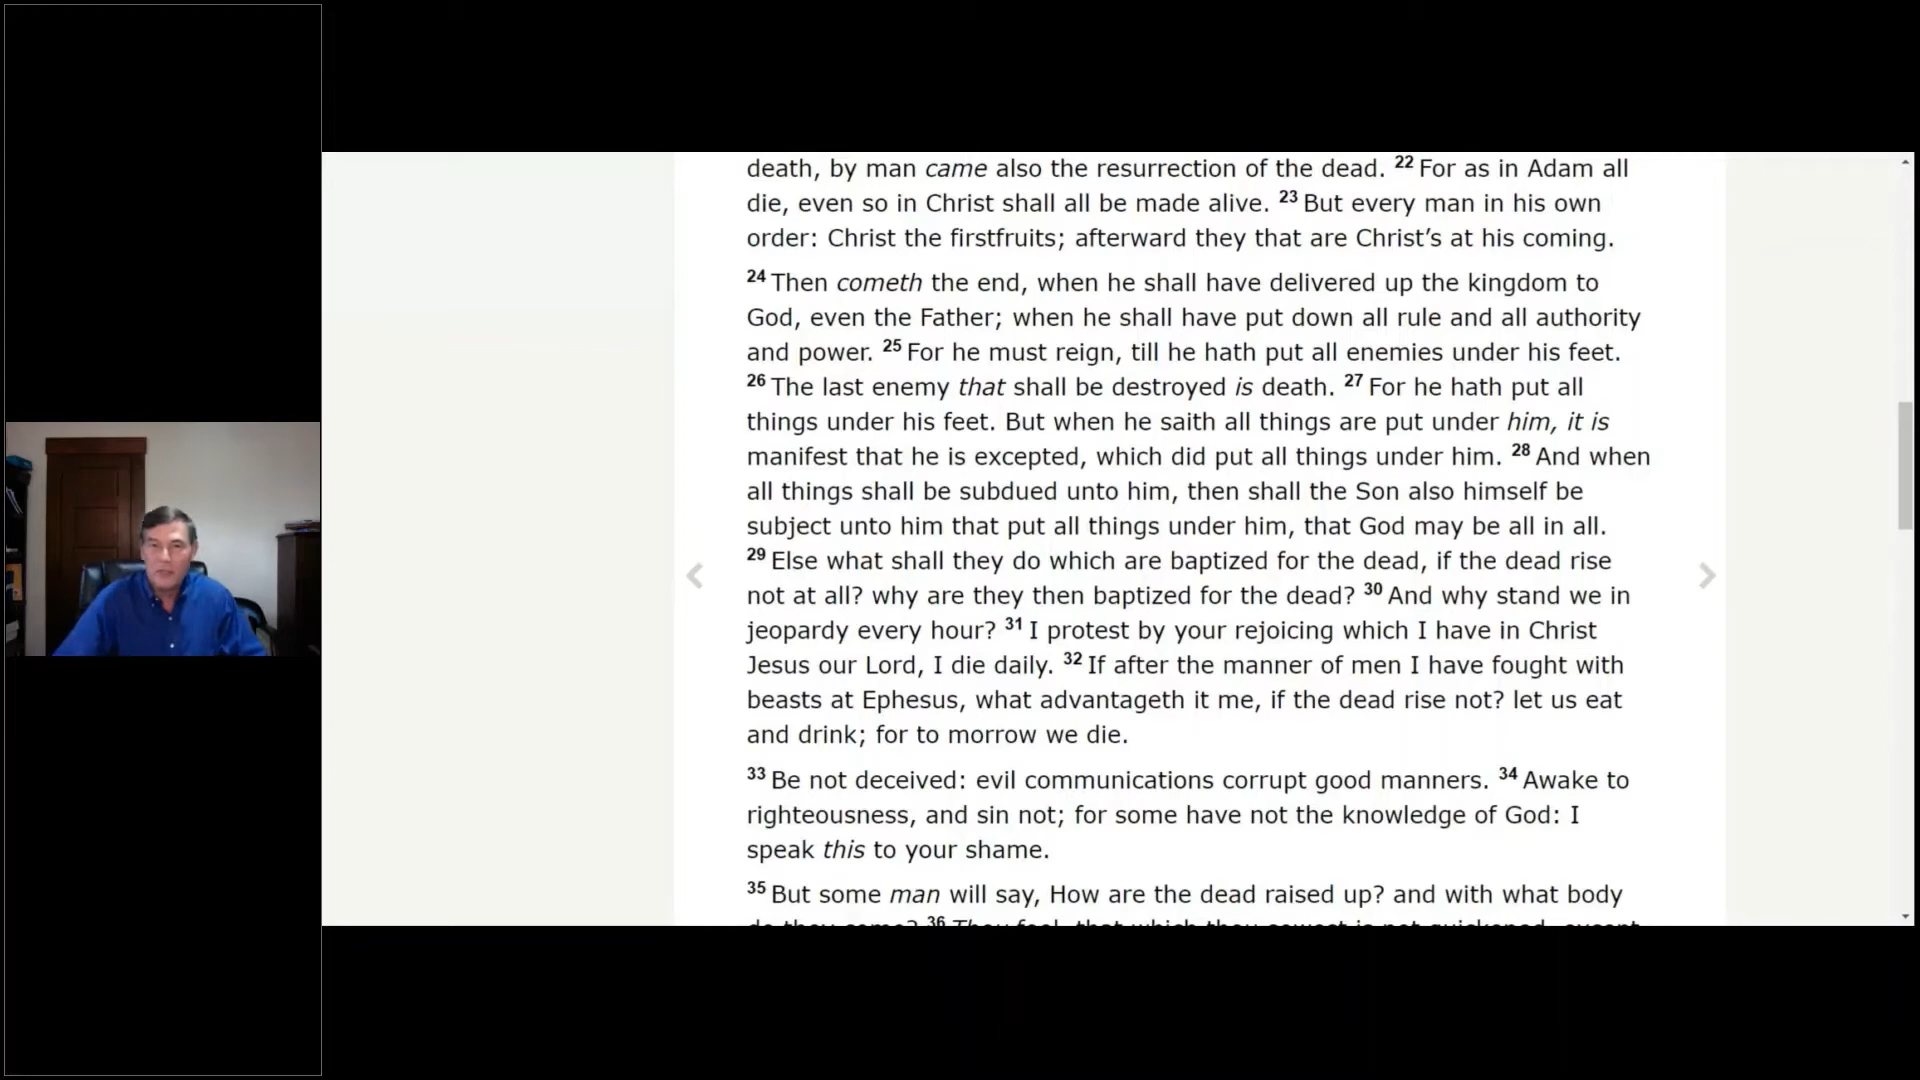 death, by man came also the resurrection of the dead. 22 For as in Adam all
die, even so in Christ shall all be made alive. 23 But every man in his own
order: Christ the firstfruits; afterward they that are Christ’s at his coming.
24 Then cometh the end, when he shall have delivered up the kingdom to
God, even the Father; when he shall have put down all rule and all authority
and power. 25 For he must reign, till he hath put all enemies under his feet.
26 The last enemy that shall be destroyed is death. 27 For he hath put all
things under his feet. But when he saith all things are put under him, it is
manifest that he is excepted, which did put all things under him. 28 And when
all things shall be subdued unto him, then shall the Son also himself be
subject unto him that put all things under him, that God may be all in all.
29 Else what shall they do which are baptized for the dead, if the dead rise
not at all? why are they then baptized for the dead? 30 And why stand we in
jeopardy every hour? 31 I protest by your rejoicing which I have in Christ
Jesus our Lord, I die daily. 32 If after the manner of men I have fought with
beasts at Ephesus, what advantageth it me, if the dead rise not? let us eat
and drink; for to morrow we die.
33 Be not deceived: evil communications corrupt good manners. 34 Awake to
righteousness, and sin not; for some have not the knowledge of God: I
speak this to your shame.
35 But some man will say, How are the dead raised up? and with what body
do they come? 36 Thou fool, that which thou sowest is not quickened, except